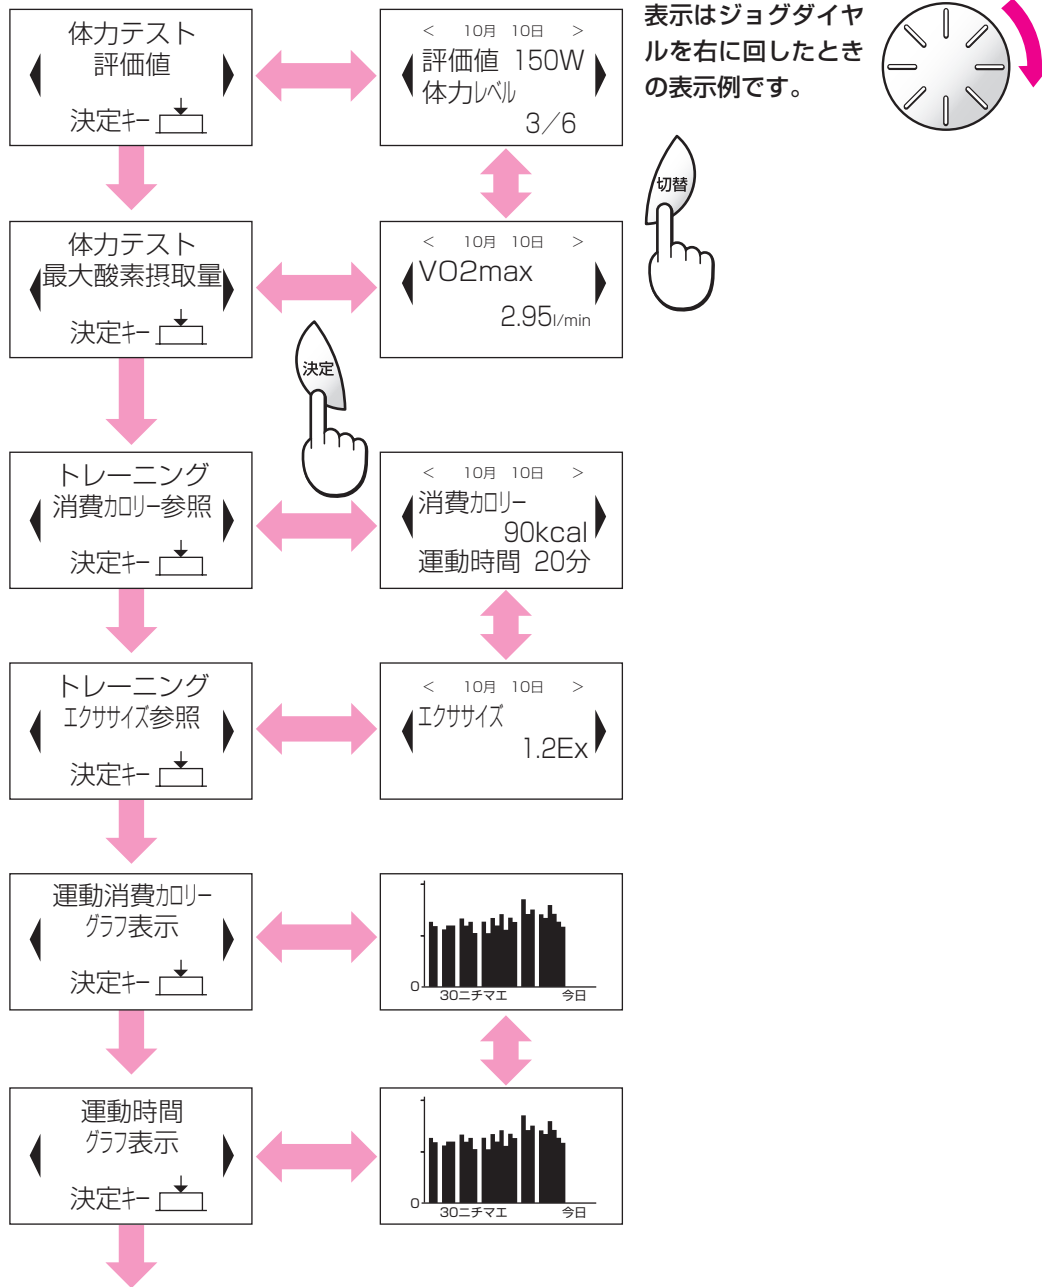 体力テスト
評価値
決定キー
< 10月 10日 >
評価値 150W
体力レベル
3/6
表示はジョグダイヤ
ルを右に回したとき
の表示例です。
切替
体力テスト
最大酸素摂取量
決定キー
< 10月 10日 >
VO2max
2.95l/min
決定
トレーニング
消費カロリー参照
決定キー
< 10月 10日 >
消費カロリー
90kcal
運動時間 20分
トレーニング
エクササイズ参照
決定キー
< 10月 10日 >
エクササイズ
1.2Ex
運動消費カロリー
グラフ表示
決定キー
0
30ニチマエ 今日
運動時間
グラフ表示
決定キー
0
30ニチマエ 今日